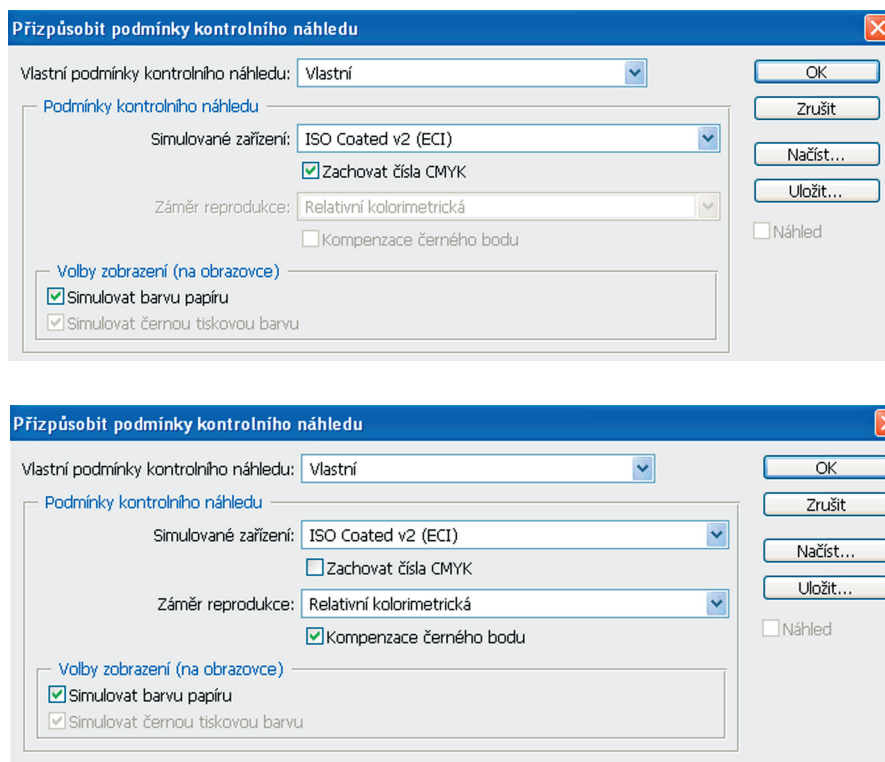 Přizpůsobit podmínky kontrolního náhledu
Vlastní podmínky kontrolního náhledu: Vlastní
OK
Podmínky kontrolního náhledu
Zrušit
Simulované zařízení: ISO Coated v2 (ECI)
Zachovat čísla CMYK
Načíst...
Záměr reprodukce: Relativní kolorimetrická
Uložit...
Kompenzace černého bodu
Náhled
Volby zobrazení (na obrazovce)
Simulovat barvu papíru
Simulovat černou tiskovou barvu
Přizpůsobit podmínky kontrolního náhledu
Vlastní podmínky kontrolního náhledu: Vlastní
OK
Podmínky kontrolního náhledu
Zrušit
Simulované zařízení: ISO Coated v2 (ECI)
Načíst...
Zachovat čísla CMYK
Uložit...
Záměr reprodukce: Relativní kolorimetrická
Náhled
Kompenzace černého bodu
Volby zobrazení (na obrazovce)
Simulovat barvu papíru
Simulovat černou tiskovou barvu